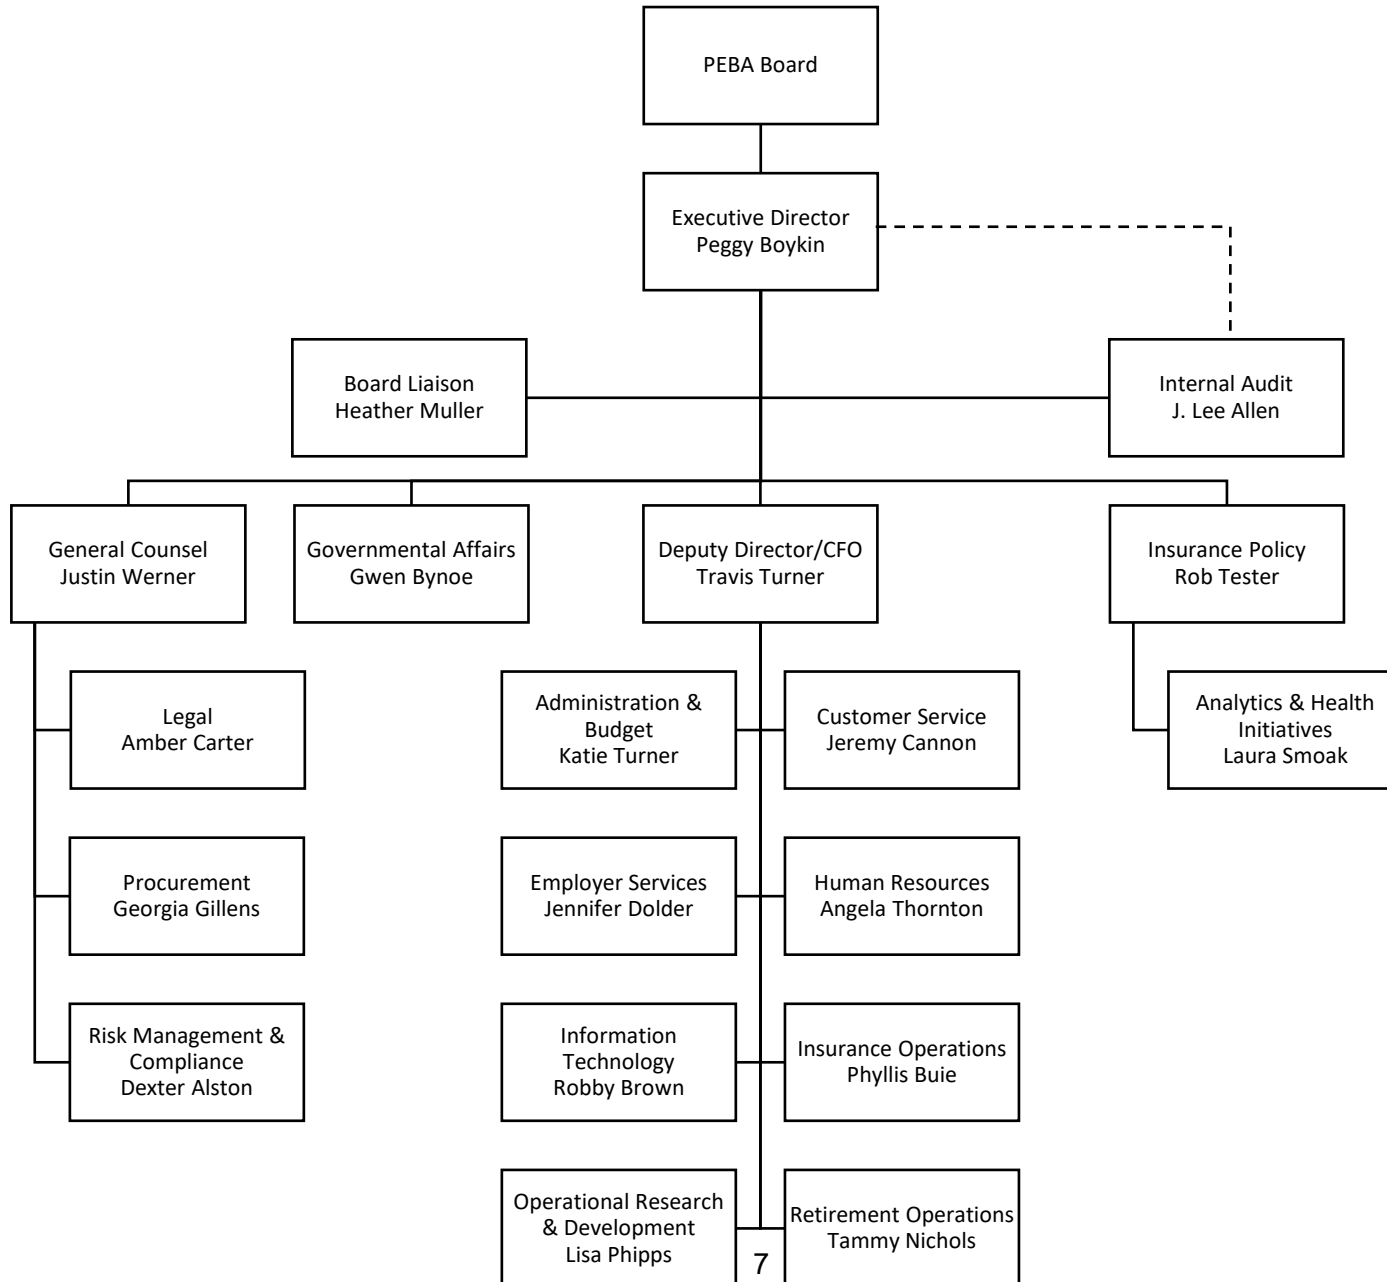 PEBA Board
Executive Director
Peggy Boykin
Board Liaison
Heather Muller
Internal Audit
J. Lee Allen
General Counsel
Justin Werner
Governmental Affairs
Gwen Bynoe
Deputy Director/CFO
Travis Turner
Insurance Policy
Rob Tester
Legal
Amber Carter
Administration &
Budget
Katie Turner
Customer Service
Jeremy Cannon
Analytics & Health
Initiatives
Laura Smoak
Procurement
Georgia Gillens
Employer Services
Jennifer Dolder
Human Resources
Angela Thornton
Risk Management &
Compliance
Dexter Alston
Information
Technology
Robby Brown
Insurance Operations
Phyllis Buie
Operational Research
& Development
Lisa Phipps
Retirement Operations
Tammy Nichols
7